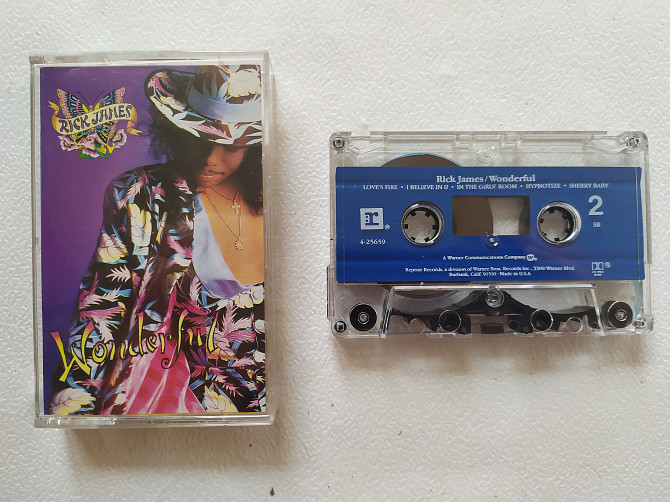 RICK JAMES
Wonderful
Rick James/Wonderful
LOVE'S FIRE • I BELIEVE IN U • IN THE GIRLS' ROOM • HYPNOTIZE • SHERRY BABY
r
4-25659
2
SR
A Warner Communications Company
Reprise Records, a division of Warner Bros. Records Inc., 3300 Warner Blvd.
Burbank, Calif. 91510 • Made in U.S.A.